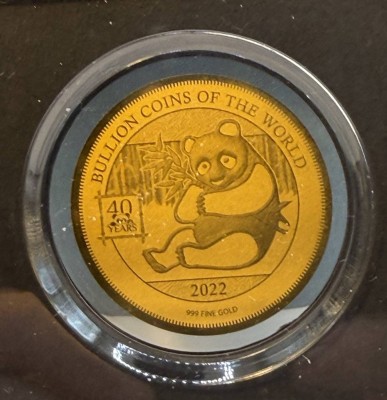 BULLION COINS OF THE WORLD
40
YEARS
2022
999 FINE GOLD